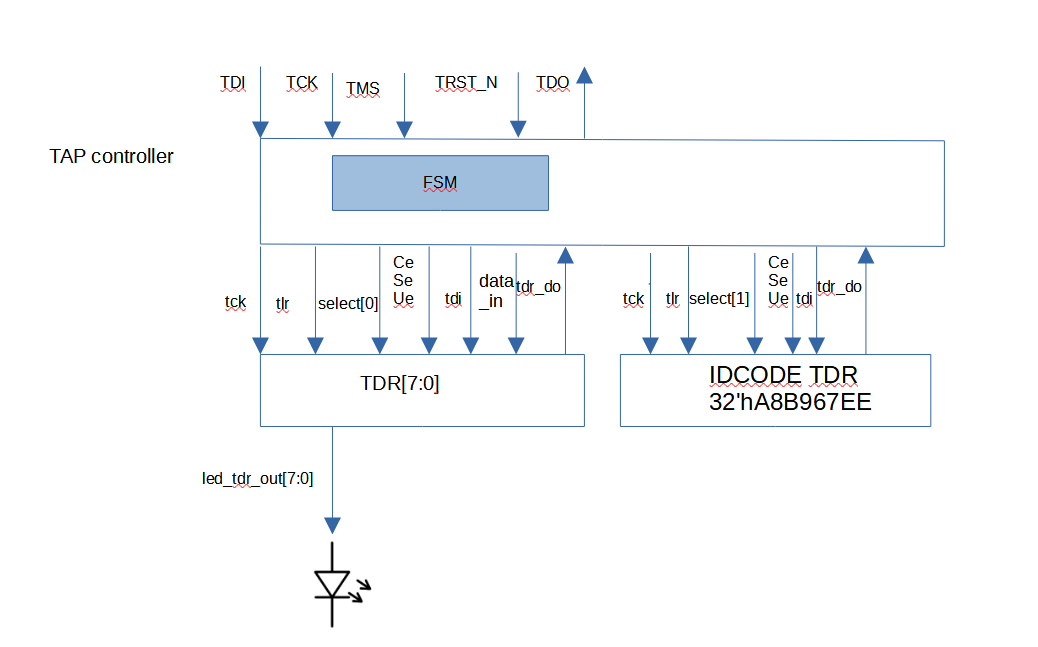 TDI
TCK
TMS
TRST_N
TDO
TAP controller
FSM
tck
tlr
select[0]
Ce
Se
Ue
tdi
data
_in
tdr_do
tck
tlr
select[1]
Ce
Se
Ue
tdi
tdr_do
TDR[7:0]
IDCODE TDR
32'hA8B967EE
led_tdr_out[7:0]